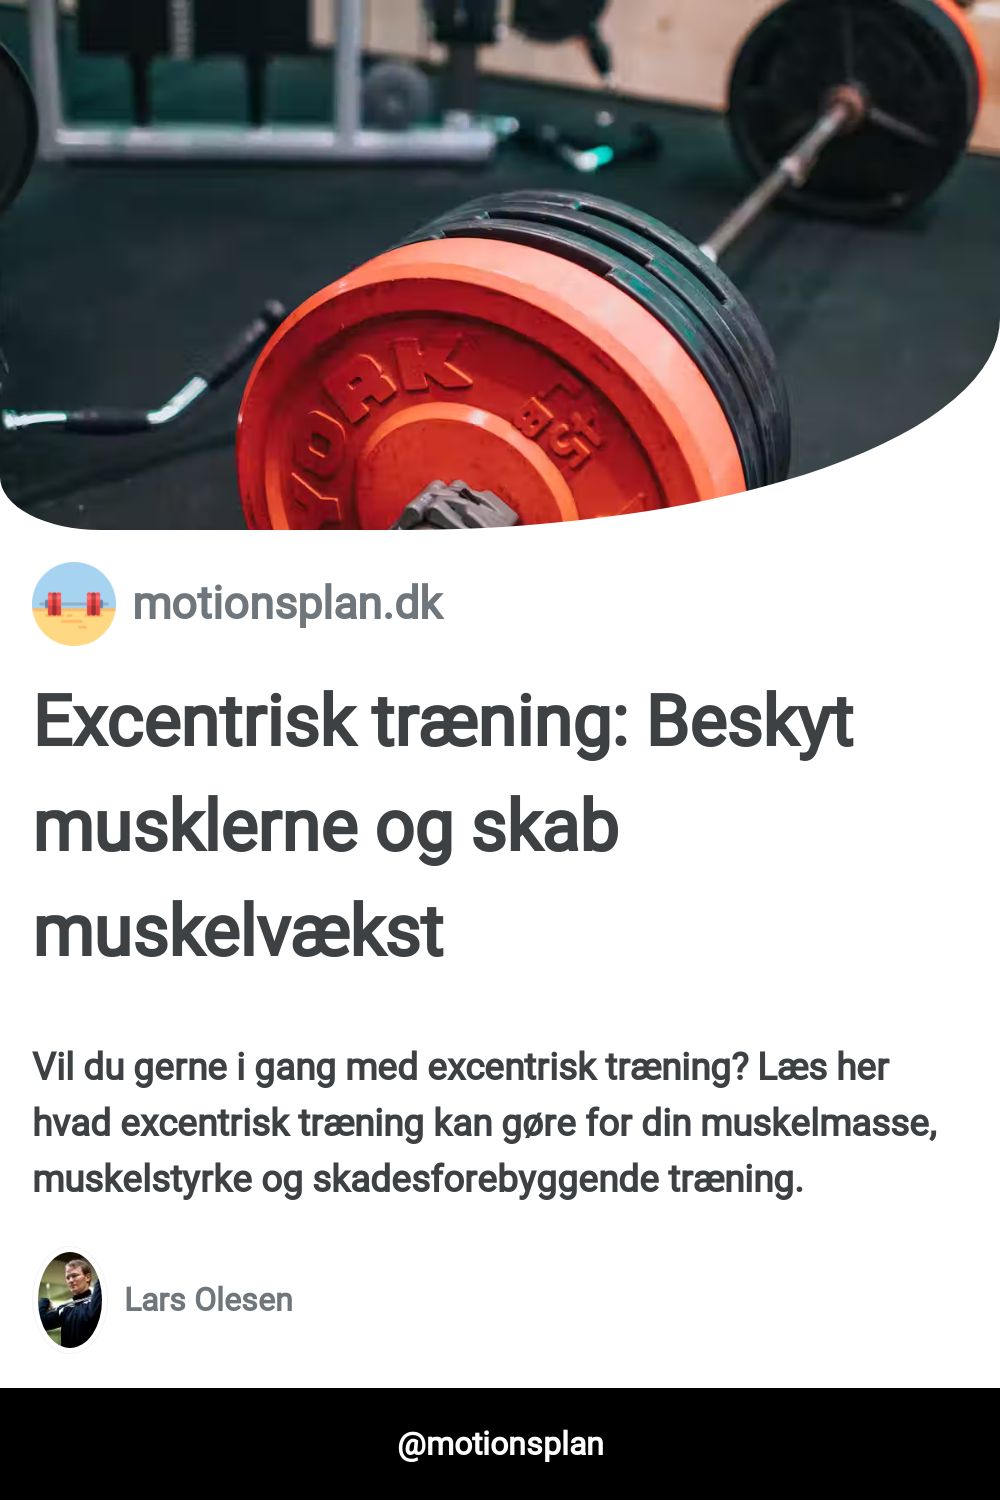 YORK
motionsplan.dk
Excentrisk træning: Beskyt
musklerne og skab
muskelvækst
Vil du gerne i gang med excentrisk træning? Læs her
hvad excentrisk træning kan gøre for din muskelmasse,
muskelstyrke og skadesforebyggende træning.
Lars Olesen
@motionsplan